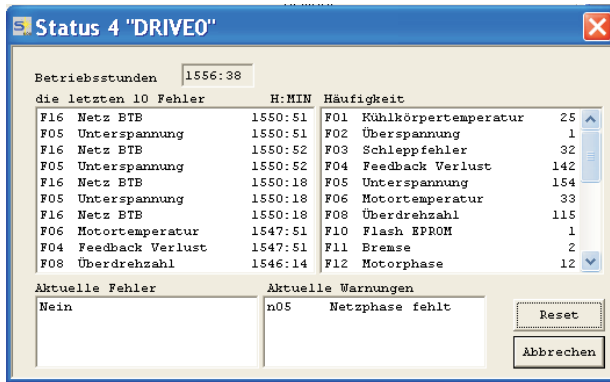 Status 4 "DRIVE0"
Betriebsstunden 1556:38
die letzten 10 Fehler H:MIN Häufigkeit
F16 Netz BTB 1550:51 F01 Kühlkörpertemperatur 25
F05 Unterspannung 1550:51 F02 Überspannung 1
F16 Netz BTB 1550:52 F03 Schleppfehler 32
F05 Unterspannung 1550:52 F04 Feedback Verlust 142
F16 Netz BTB 1550:18 F05 Unterspannung 154
F05 Unterspannung 1550:18 F06 Motortemperatur 33
F16 Netz BTB 1550:18 F08 Überdrehzahl 115
F06 Motortemperatur 1547:51 F10 Flash EPROM 1
F04 Feedback Verlust 1547:51 F11 Bremse 2
F08 Überdrehzahl 1546:14 F12 Motorphase 12
Aktuelle Fehler Aktuelle Warnungen
Nein n05 Netzphase fehlt
Reset
Abbrechen